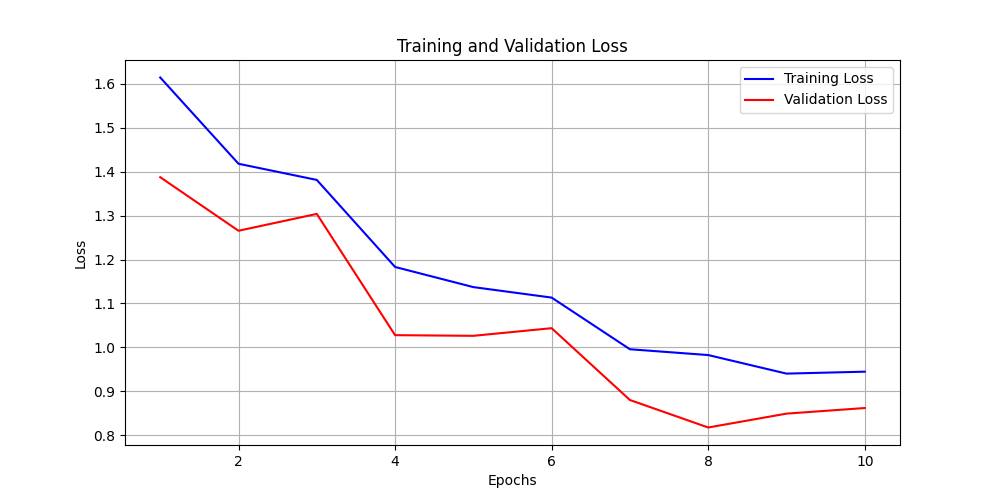 Training and Validation Loss
Training Loss
Validation Loss
1.6
1.5
1.4
1.3
1.2
1.1
1.0
0.9
0.8
Loss
2 4 6 8 10
Epochs